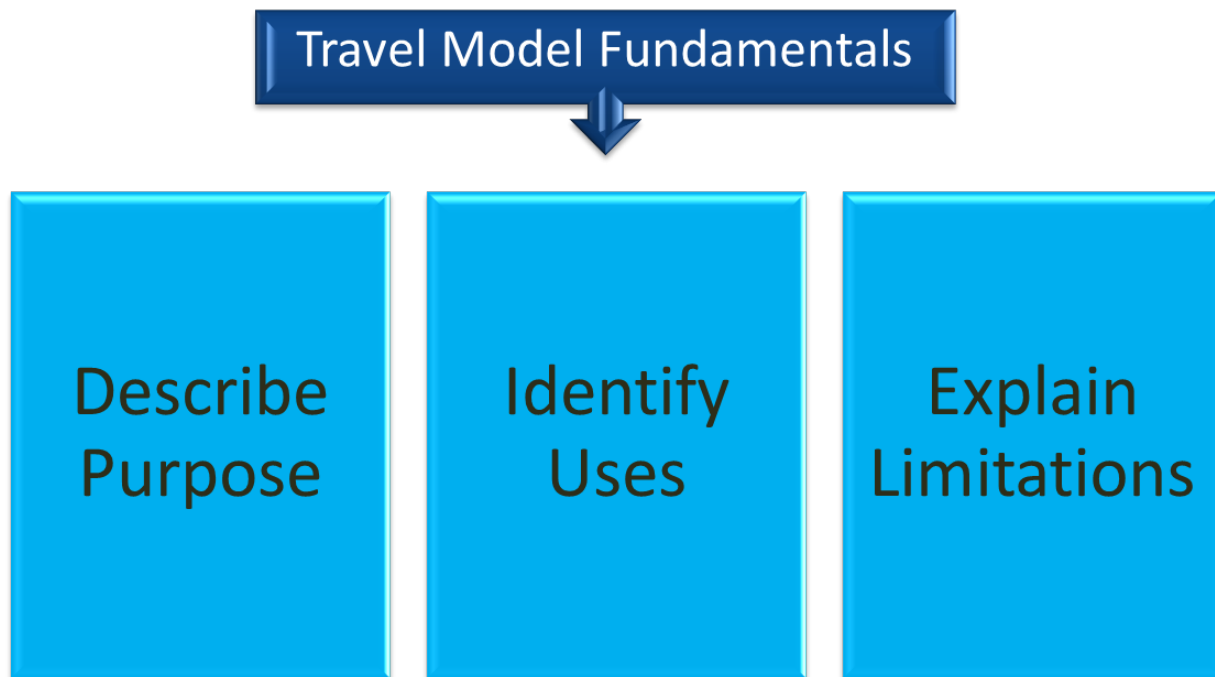 Travel Model Fundamentals
Describe
Purpose
Identify
Uses
Explain
Limitations